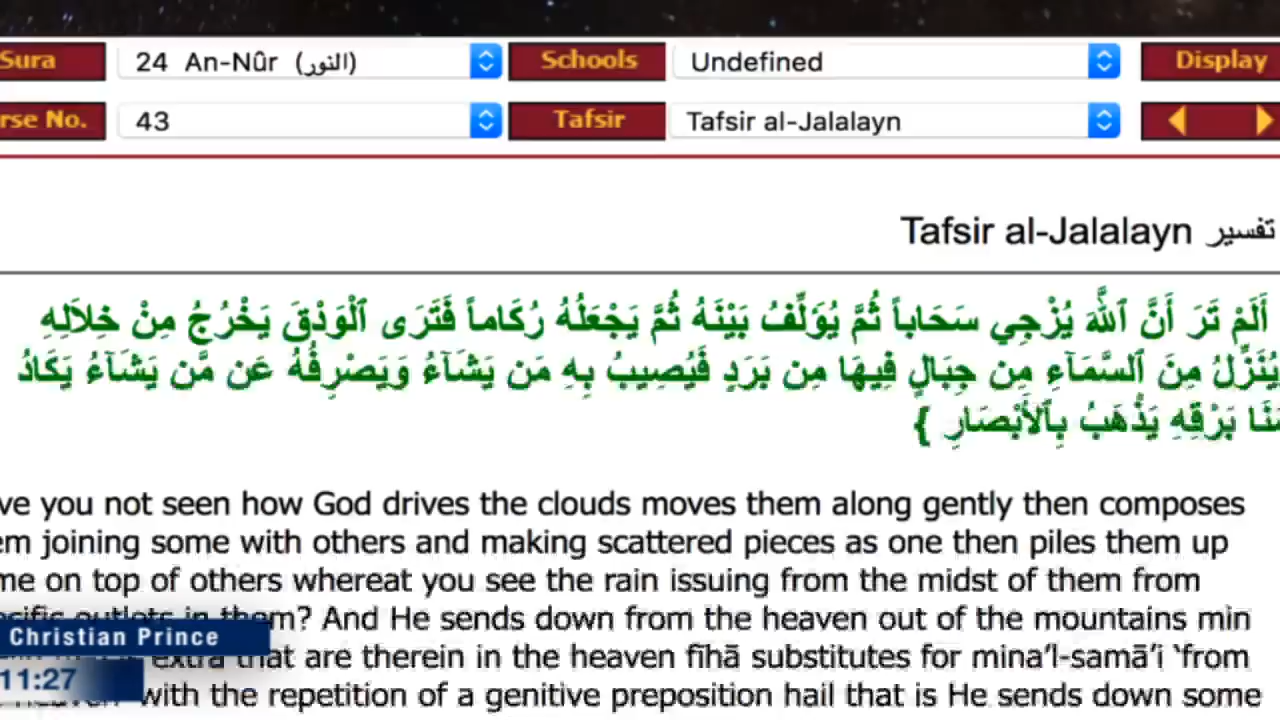 Sura 24 An-Nûr (النور) Schools Undefined Display
rse No. 43 Tafsir Tafsir al-Jalalayn
Tafsir al-Jalalayn تفسير
أَلَمْ تَرَ أَنَّ ٱللَّهَ يُزْجِي سَحَاباً ثُمَّ يُؤَلِّفُ بَيْنَهُ ثُمَّ يَجْعَلُهُ رُكَاماً فَتَرَى ٱلْوَدْقَ يَخْرُجُ مِنْ خِلاَلِهِ
يُنَزِّلُ مِنَ ٱلسَّمَآءِ مِن جِبَالٍ فِيهَا مِن بَرَدٍ فَيُصِيبُ بِهِ مَن يَشَآءُ وَيَصْرِفُهُ عَن مَّن يَشَآءُ يَكَادُ
نَا بَرْقِهِ يَذْهَبُ بِٱلأَبْصَارِ }
ve you not seen how God drives the clouds moves them along gently then composes
em joining some with others and making scattered pieces as one then piles them up
me on top of others whereat you see the rain issuing from the midst of them from
outlets in them? And He sends down from the heaven out of the mountains min
Christian Prince
extra that are therein in the heaven fīhā substitutes for mina’l-samā’i ‘from
11:27
with the repetition of a genitive preposition hail that is He sends down some